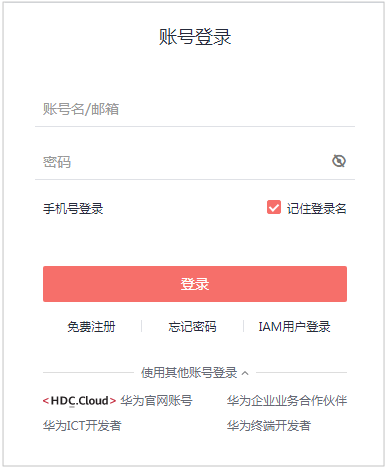 账号登录
账号名/邮箱
密码
手机号登录 记住登录名
登录
免费注册 忘记密码 IAM用户登录
使用其他账号登录
<HDC.Cloud> 华为官网账号 华为企业业务合作伙伴
华为ICT开发者 华为终端开发者